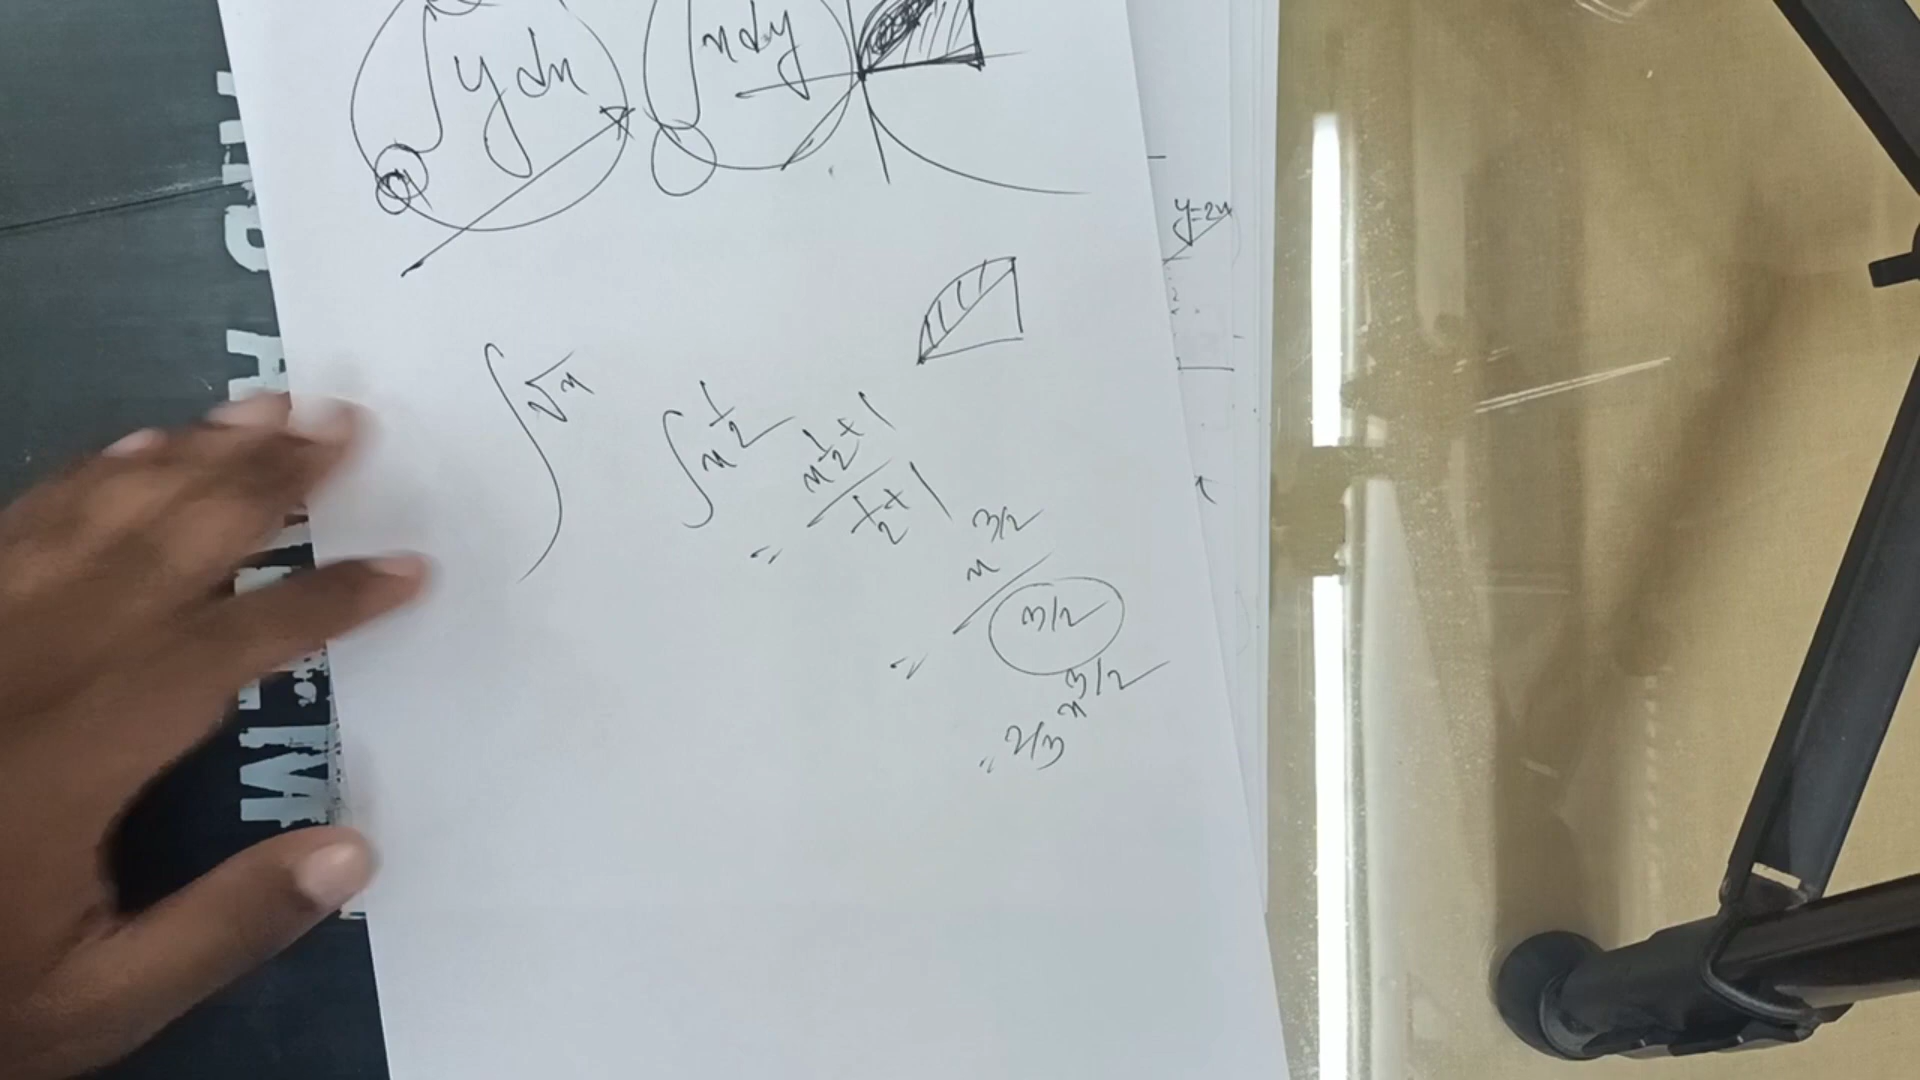 ∫ y dx
∫ x dy
y=2x
∫ √x
∫ x^{1/2}
= x^{1/2+1} / (1/2+1)
= x^{3/2} / (3/2)
= 2/3 x^{3/2}